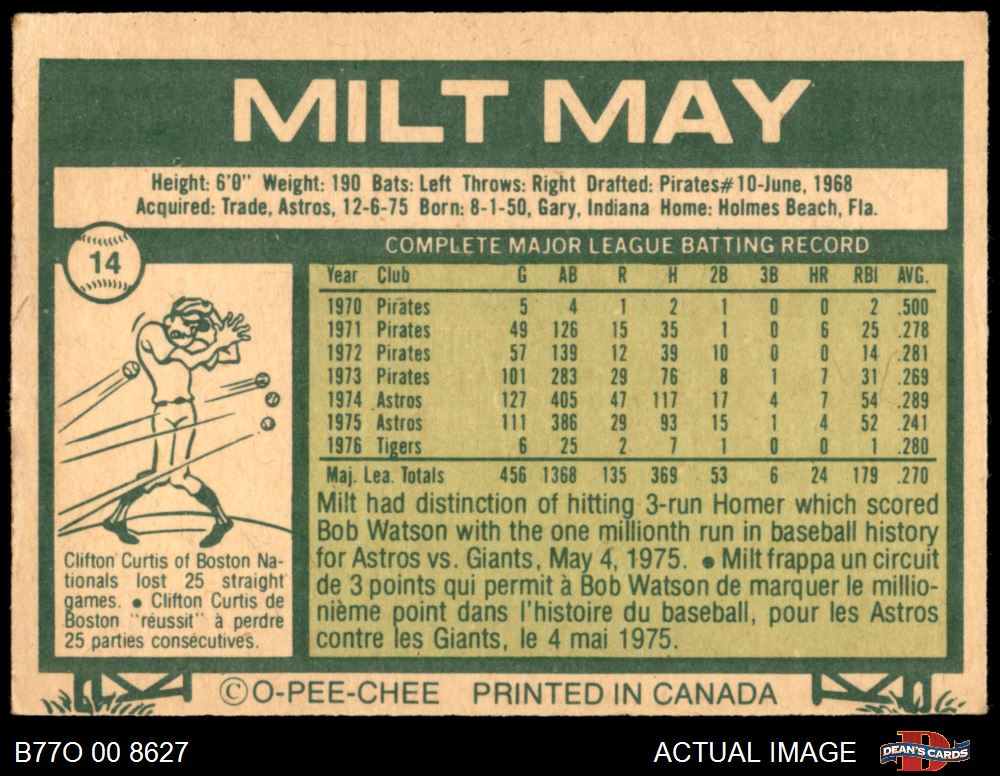 MILT MAY
Height: 6'0" Weight: 190 Bats: Left Throws: Right Drafted: Pirates#10-June, 1968
Acquired: Trade, Astros, 12-6-75 Born: 8-1-50, Gary, Indiana Home: Holmes Beach, Fla.
14
COMPLETE MAJOR LEAGUE BATTING RECORD
Year Club G AB R H 2B 3B HR RBI AVG.
1970 Pirates 5 4 1 2 1 0 0 2 .500
1971 Pirates 49 126 15 35 1 0 6 25 .278
1972 Pirates 57 139 12 39 10 0 0 14 .281
1973 Pirates 101 283 29 76 8 1 7 31 .269
1974 Astros 127 405 47 117 17 4 7 54 .289
1975 Astros 111 386 29 93 15 1 4 52 .241
1976 Tigers 6 25 2 7 1 0 0 1 .280
Maj. Lea. Totals 456 1368 135 369 53 6 24 179 .270
Milt had distinction of hitting 3-run Homer which scored
Bob Watson with the one millionth run in baseball history
for Astros vs. Giants, May 4, 1975. ● Milt frappa un circuit
de 3 points qui permit à Bob Watson de marquer le millio-
nième point dans l'histoire du baseball, pour les Astros
contre les Giants, le 4 mai 1975.
Clifton Curtis of Boston Na-
tionals lost 25 straight
games. ● Clifton Curtis de
Boston "réussit" à perdre
25 parties consécutives.
©O-PEE-CHEE PRINTED IN CANADA
B77O 00 8627
ACTUAL IMAGE
DEAN'S CARDS